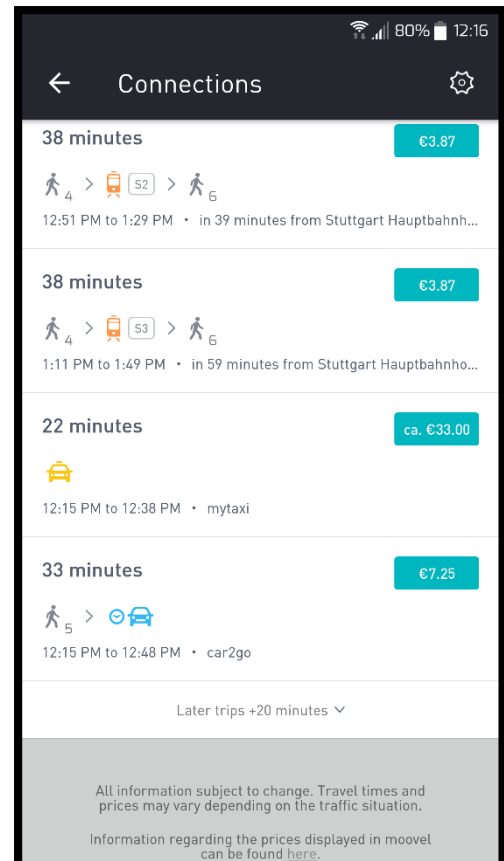 80% 12:16
Connections
38 minutes €3.87
4 > S2 > 6
12:51 PM to 1:29 PM • in 39 minutes from Stuttgart Hauptbahnh...
38 minutes €3.87
4 > S3 > 6
1:11 PM to 1:49 PM • in 59 minutes from Stuttgart Hauptbahnho...
22 minutes ca. €33.00
12:15 PM to 12:38 PM • mytaxi
33 minutes €7.25
5 >
12:15 PM to 12:48 PM • car2go
Later trips +20 minutes
All information subject to change. Travel times and
prices may vary depending on the traffic situation.
Information regarding the prices displayed in moovel
can be found here.